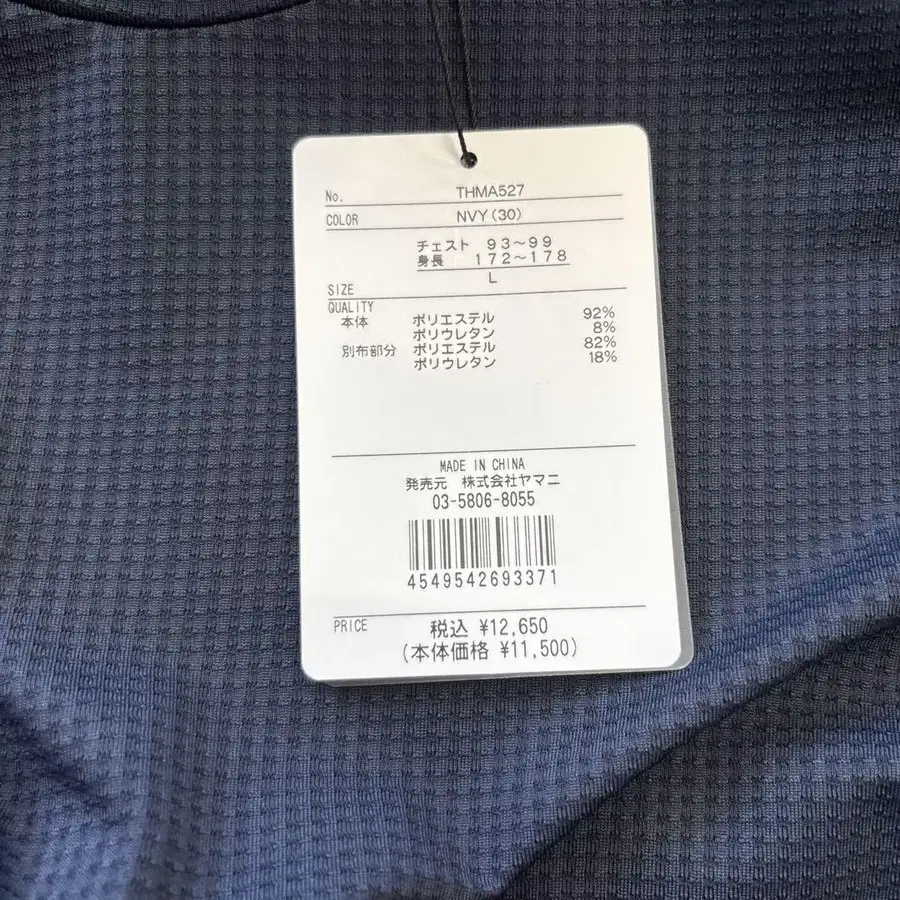 No. THMA527
COLOR NVY(30)
チェスト 93～99
身長 172～178
SIZE L
QUALITY
本体 ポリエステル 92%
ポリウレタン 8%
別布部分 ポリエステル 82%
ポリウレタン 18%
MADE IN CHINA
発売元 株式会社ヤマニ
03-5806-8055
4549542693371
PRICE 税込 ¥12,650
(本体価格 ¥11,500)